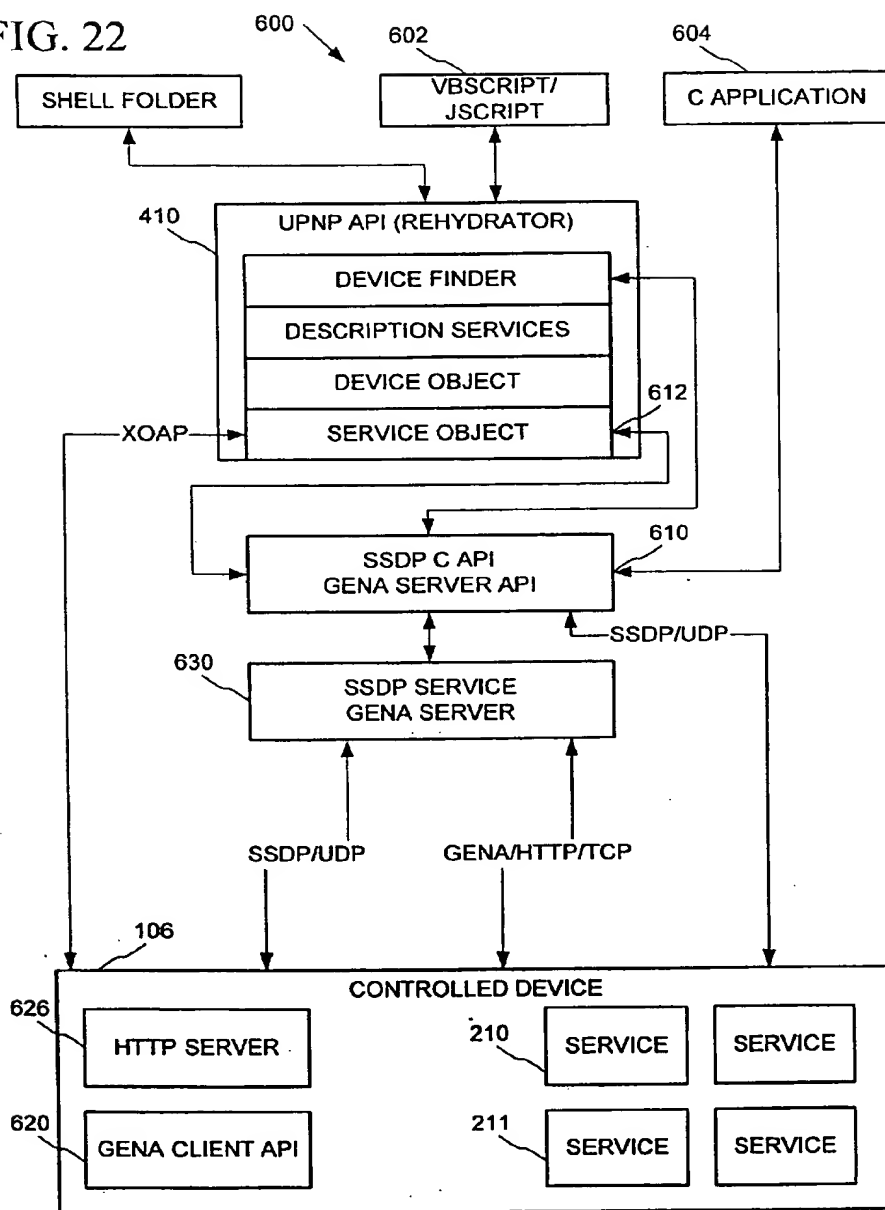 FIG. 22
600
602
604
SHELL FOLDER
VBSCRIPT/
JSCRIPT
C APPLICATION
410
UPNP API (REHYDRATOR)
DEVICE FINDER
DESCRIPTION SERVICES
DEVICE OBJECT
612
XOAP
SERVICE OBJECT
610
SSDP C API
GENA SERVER API
SSDP/UDP
630
SSDP SERVICE
GENA SERVER
SSDP/UDP
GENA/HTTP/TCP
106
CONTROLLED DEVICE
626
HTTP SERVER
210
SERVICE
SERVICE
620
GENA CLIENT API
211
SERVICE
SERVICE